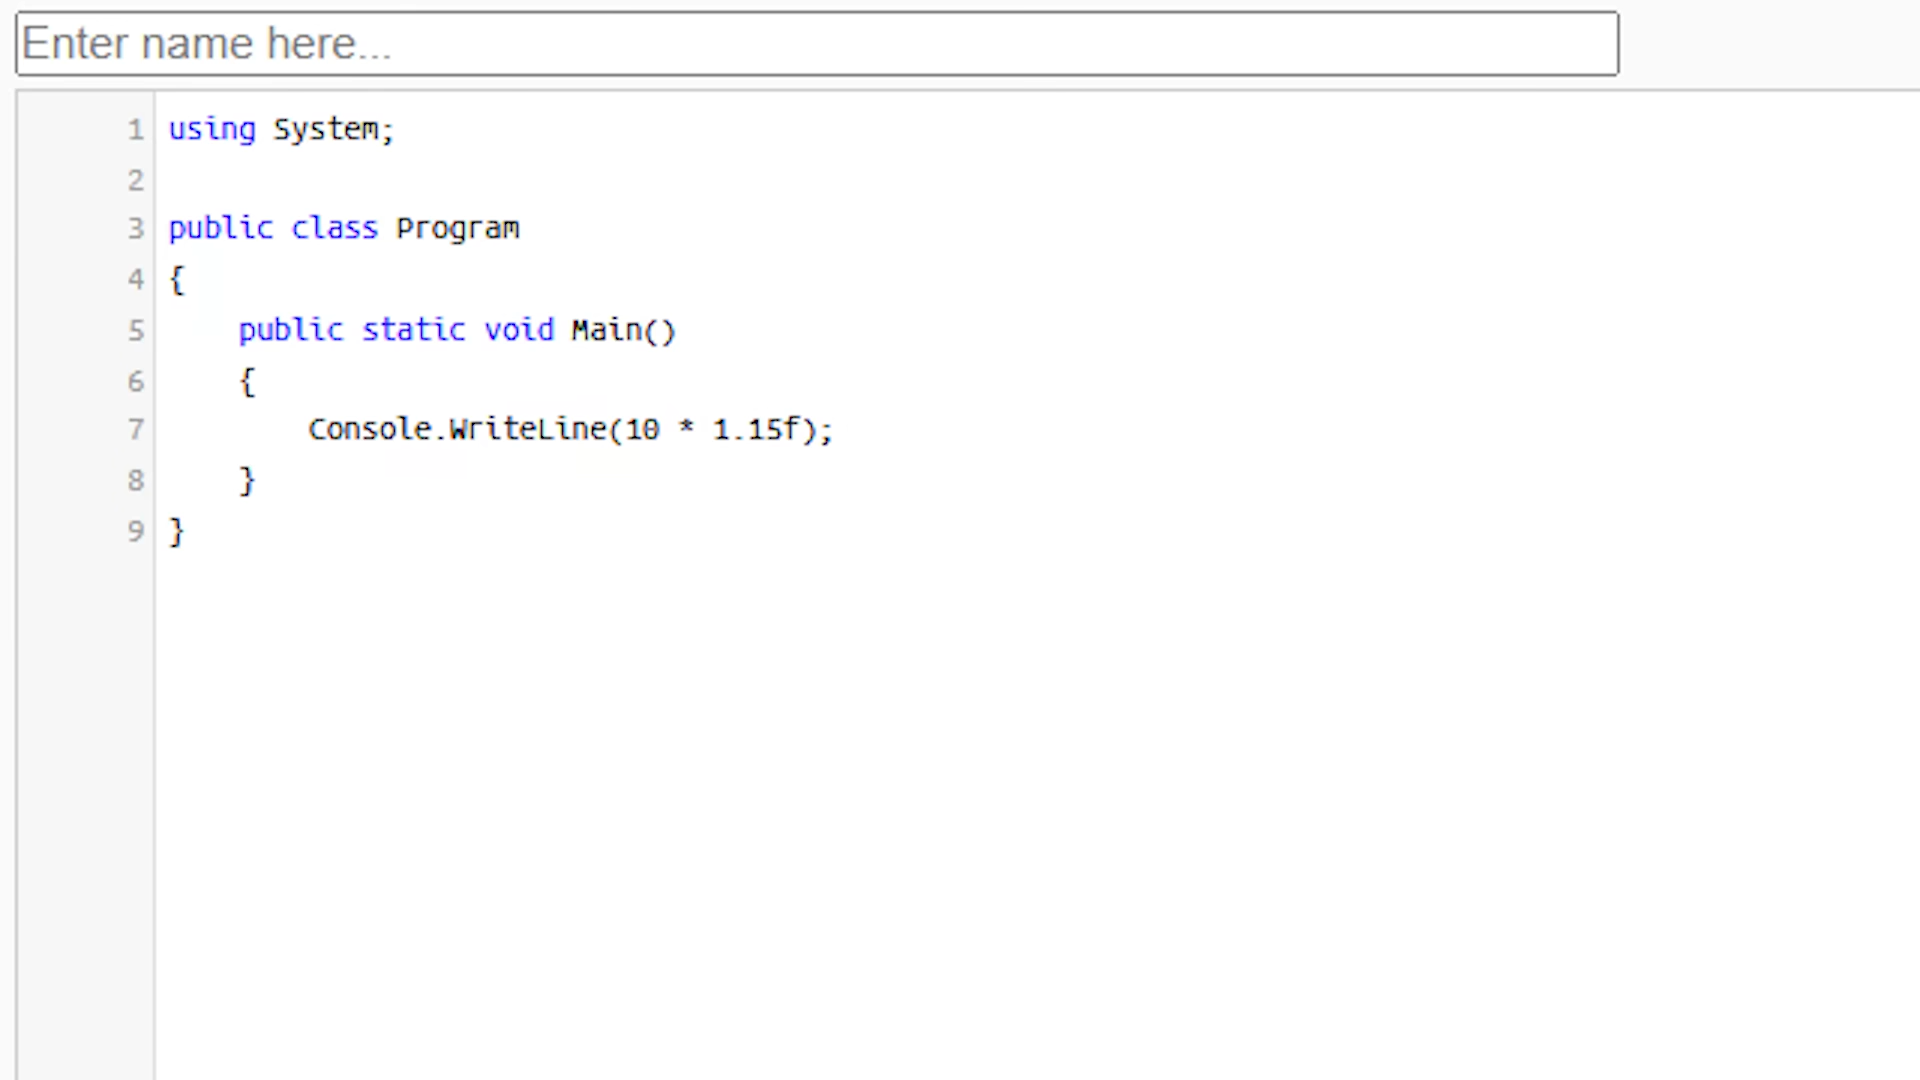 Enter name here...
1 using System;
2
3 public class Program
4 {
5     public static void Main()
6     {
7         Console.WriteLine(10 * 1.15f);
8     }
9 }